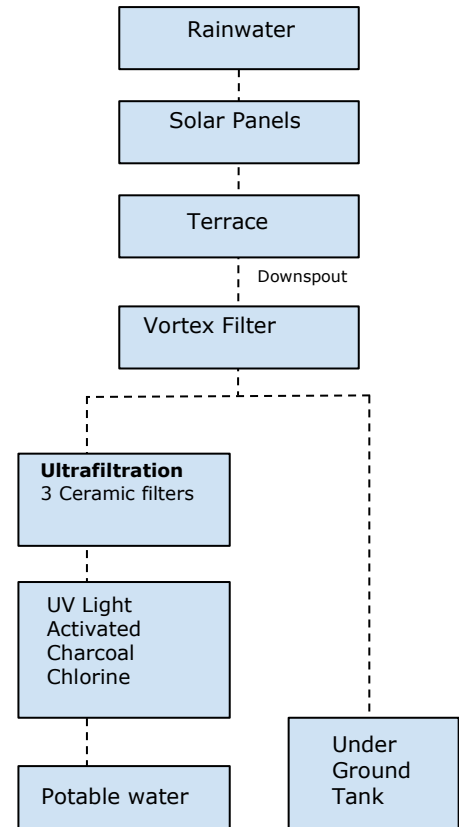 Rainwater
Solar Panels
Terrace
Downspout
Vortex Filter
Ultrafiltration
3 Ceramic filters
UV Light
Activated
Charcoal
Chlorine
Potable water
Under
Ground
Tank